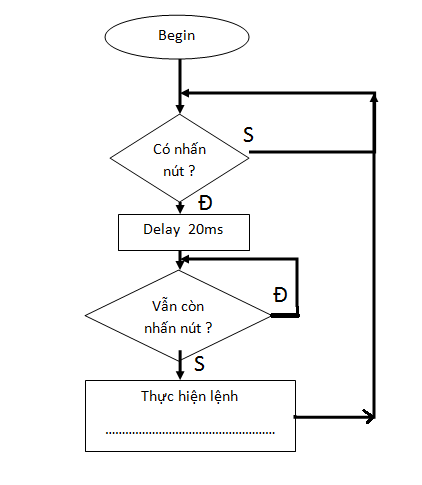 Begin
Có nhấn
nút ?
S
Đ
Delay 20ms
Vẫn còn
nhấn nút ?
Đ
S
Thực hiện lệnh
....................................................